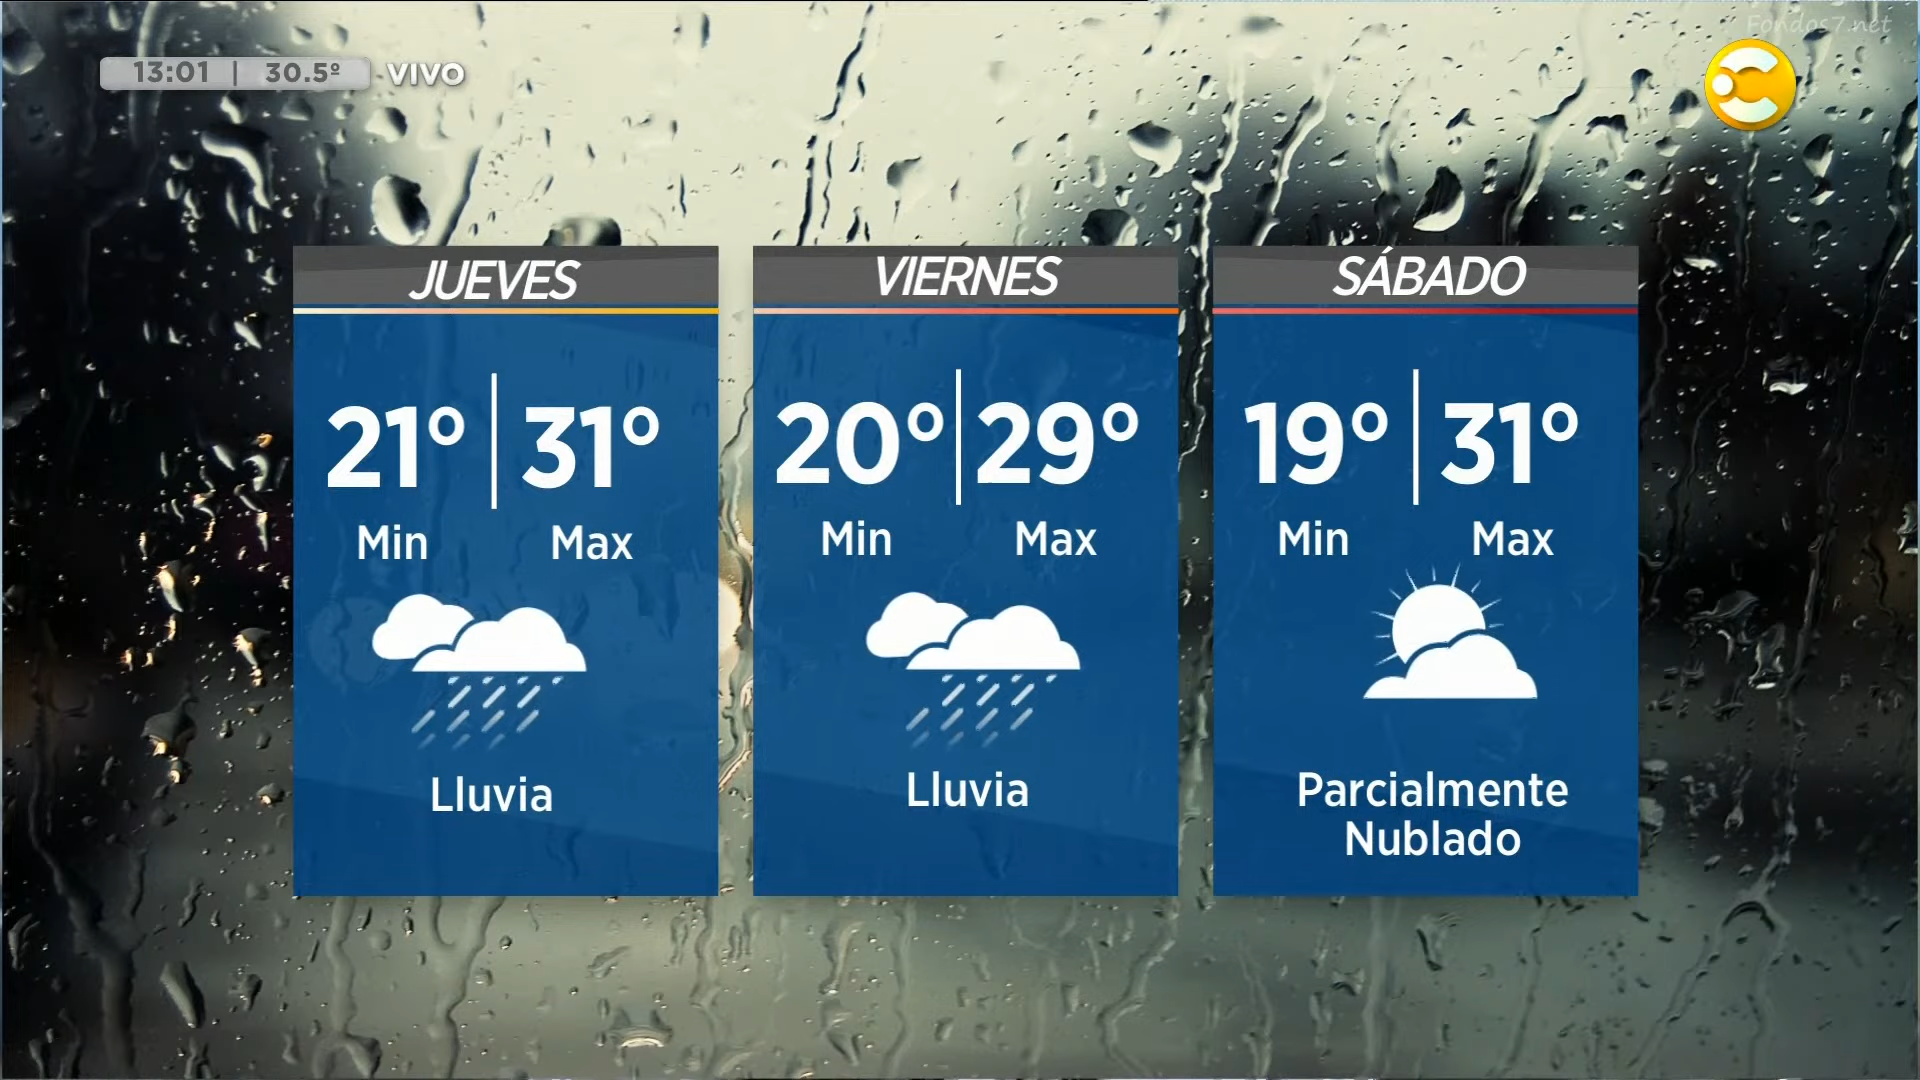 Fondos7.net
13:01 | 30.5º VIVO
JUEVES
21° 31°
Min Max
Lluvia
VIERNES
20° 29°
Min Max
Lluvia
SÁBADO
19° 31°
Min Max
Parcialmente
Nublado